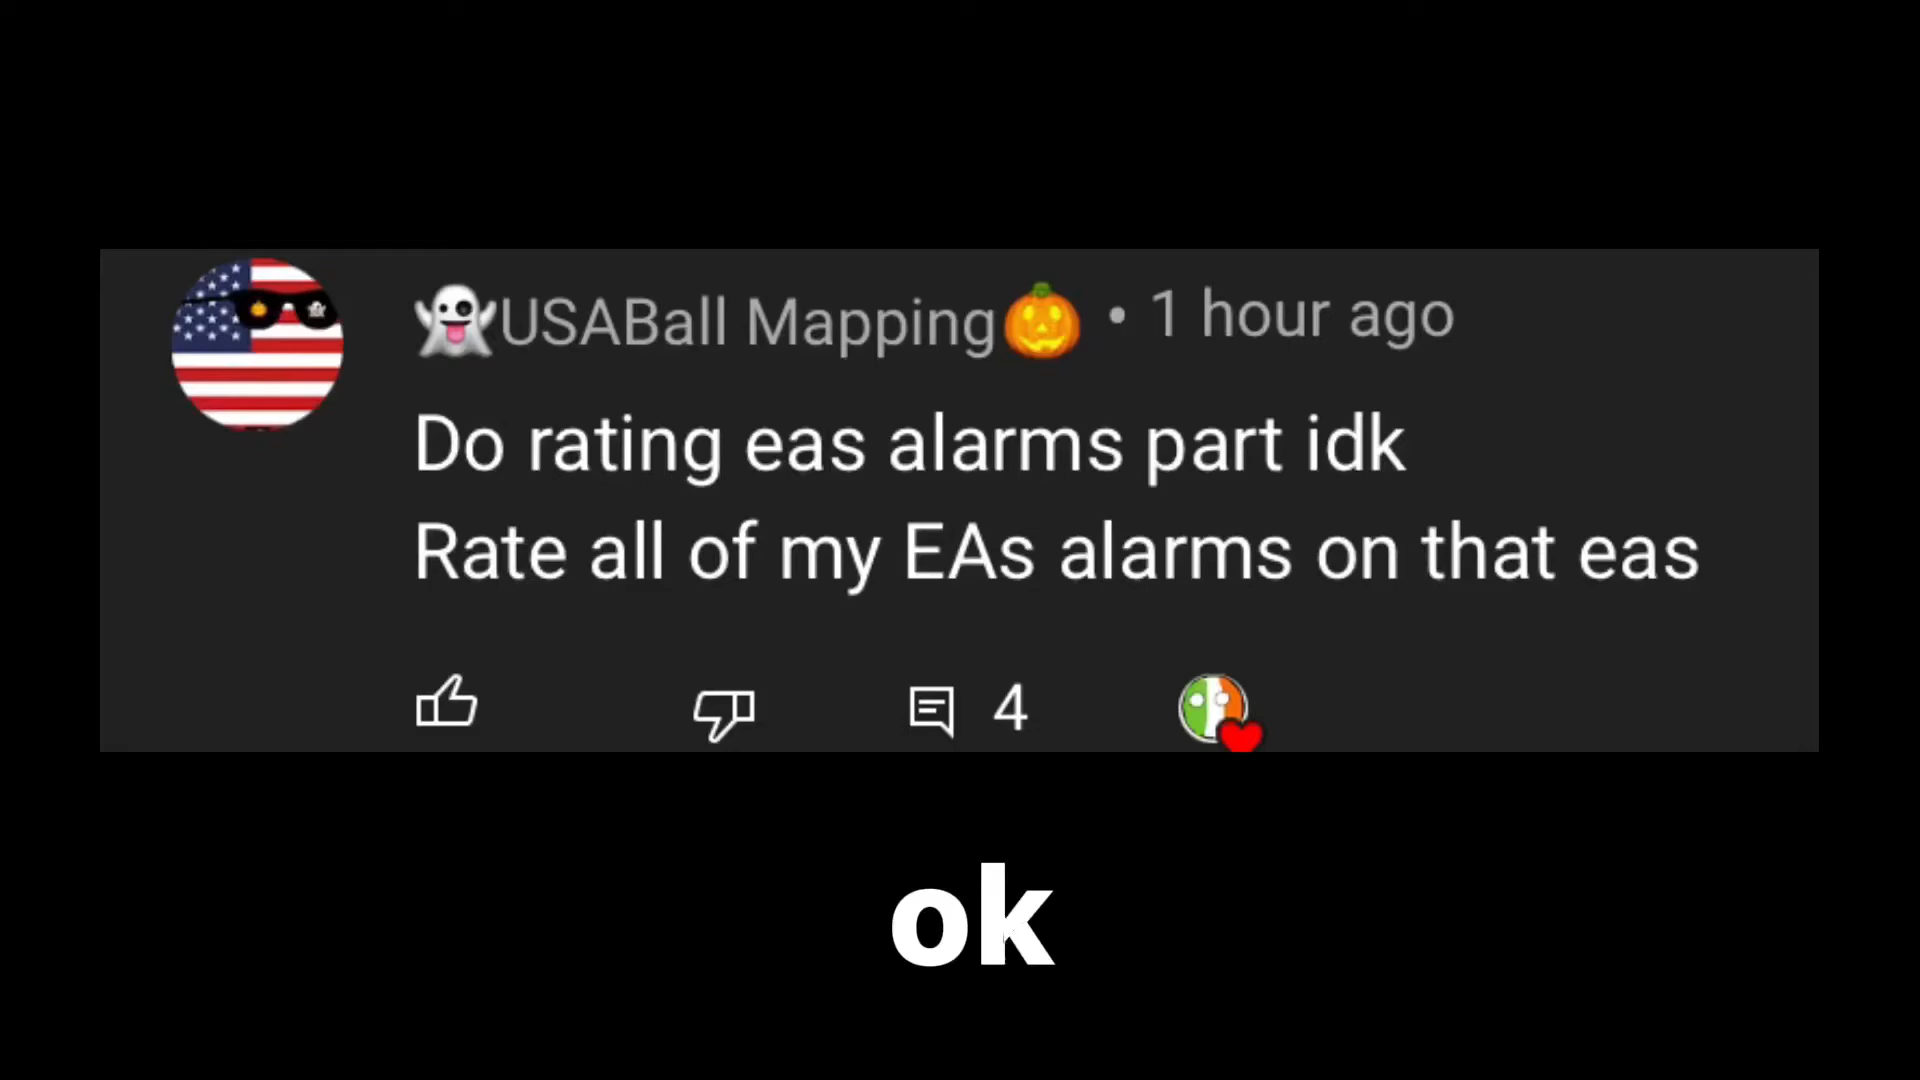 👻USABall Mapping🎃 • 1 hour ago
Do rating eas alarms part idk
Rate all of my EAs alarms on that eas
4
ok